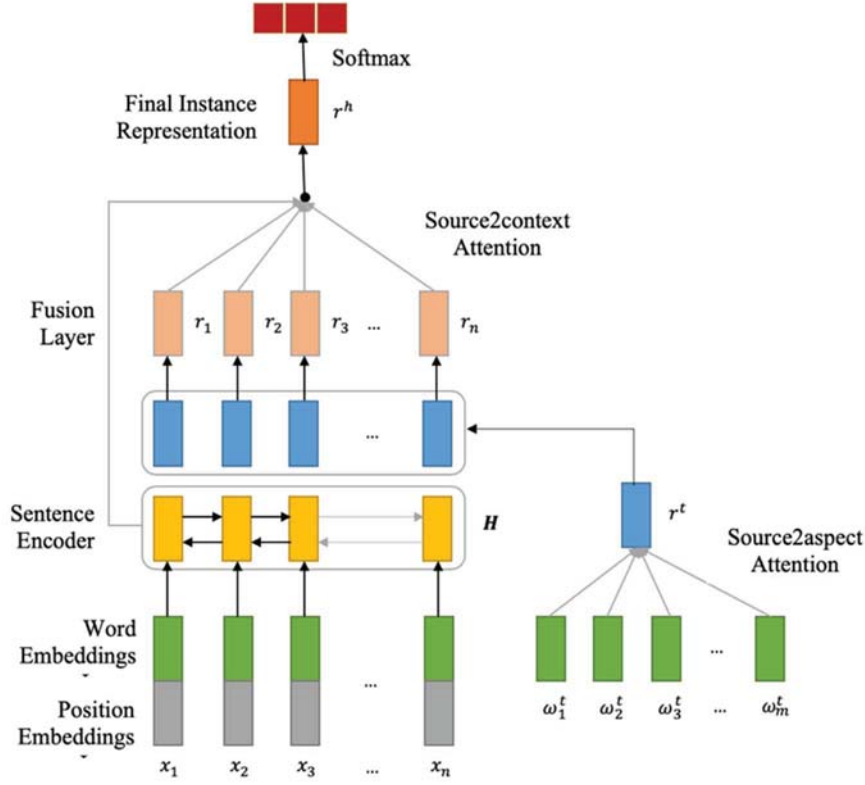 Softmax
Final Instance
Representation
r^h
Source2context
Attention
Fusion
Layer
r_1 r_2 r_3 ... r_n
...
Sentence
Encoder
H
r^t
Source2aspect
Attention
Word
Embeddings
...
...
Position
Embeddings
ω_1^t ω_2^t ω_3^t ... ω_m^t
x_1 x_2 x_3 ... x_n